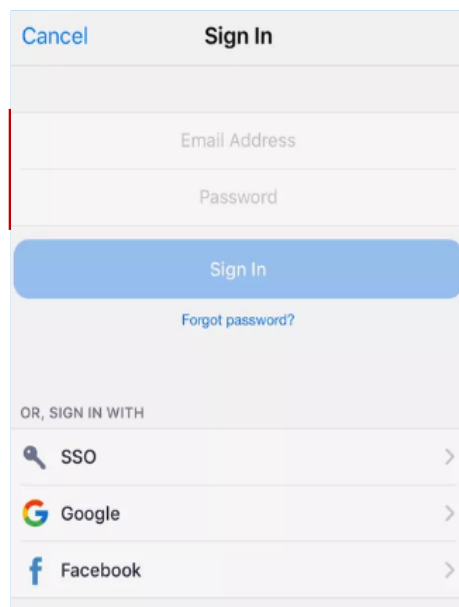 Cancel Sign In
Email Address
Password
Sign In
Forgot password?
OR, SIGN IN WITH
SSO
Google
Facebook